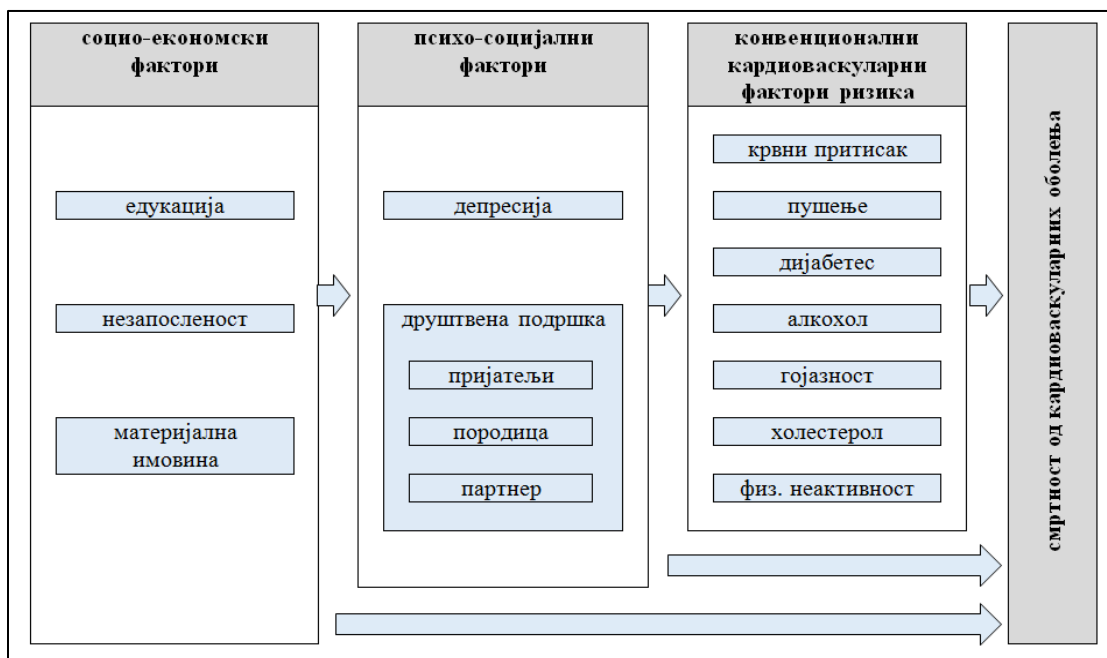 социо-економски
фактори
едукација
незапосленост
материјална
имовина
психо-социјални
фактори
депресија
друштвена подршка
пријатељи
породица
партнер
конвенционални
кардиоваскуларни
фактори ризика
крвни притисак
пушење
дијабетес
алкохол
гојазност
холестерол
физ. неактивност
смртност од кардиоваскуларних оболења